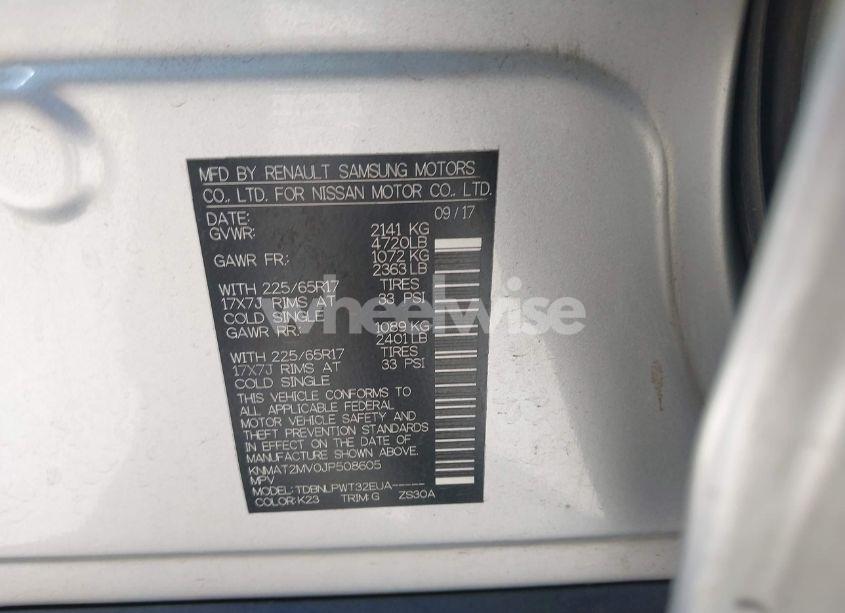 MFD BY RENAULT SAMSUNG MOTORS
CO., LTD. FOR NISSAN MOTOR CO., LTD.
DATE: 09/17
GVWR: 2141 KG
4720LB
GAWR FR: 1072 KG
2363LB
WITH 225/65R17 TIRES
17X7J RIMS AT 33 PSI
COLD SINGLE
GAWR RR: 1089 KG
2401LB
WITH 225/65R17 TIRES
17X7J RIMS AT 33 PSI
COLD SINGLE
THIS VEHICLE CONFORMS TO
ALL APPLICABLE FEDERAL
MOTOR VEHICLE SAFETY AND
THEFT PREVENTION STANDARDS
IN EFFECT ON THE DATE OF
MANUFACTURE SHOWN ABOVE.
KNMAT2MV0JP508605
MPV
MODEL: TDBNLPWT32EUA-----
COLOR: K23 TRIM: G ZS30A
wheelwise